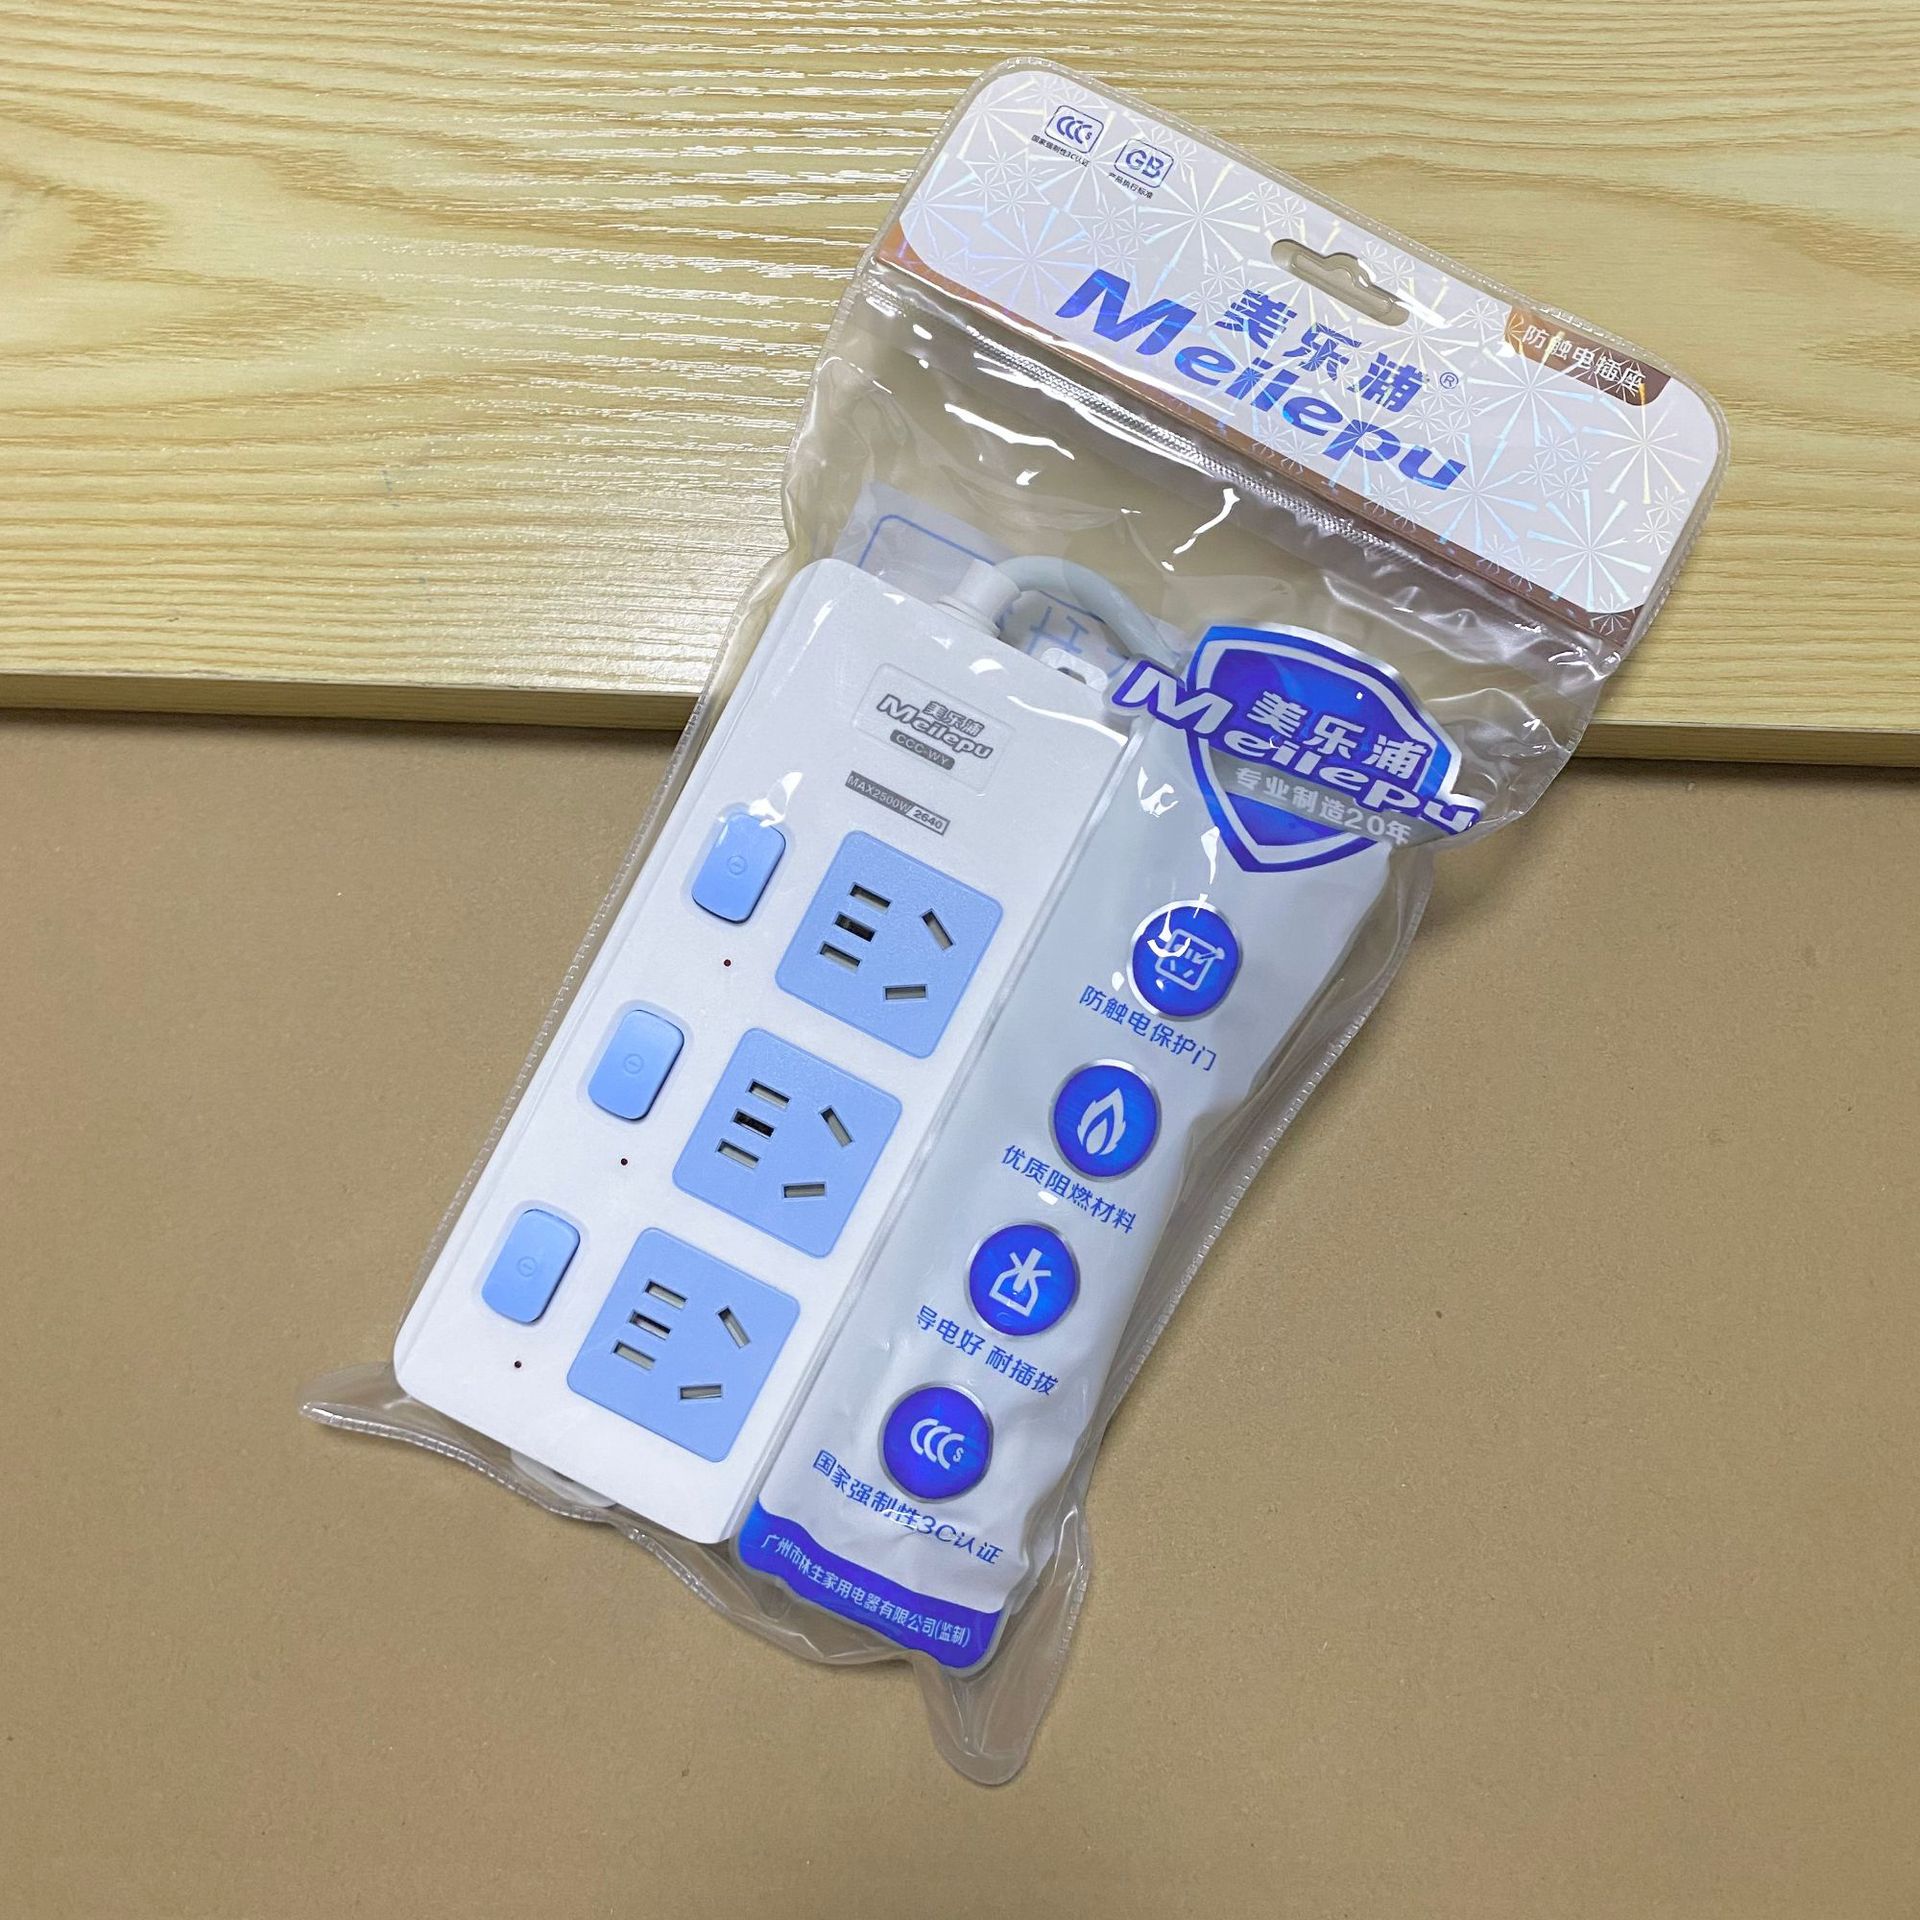 CCCS
国家强制性3C认证
GB
产品执行标准
防触电插座
美乐浦®
Meilepu
美乐浦
Meilepu
CCC-WY
MAX2500W/2640
美乐浦
Meilepu
专业制造20年
防触电保护门
优质阻燃材料
导电好 耐插拔
CCCS
国家强制性3C认证
广州市林生家用电器有限公司(监制)